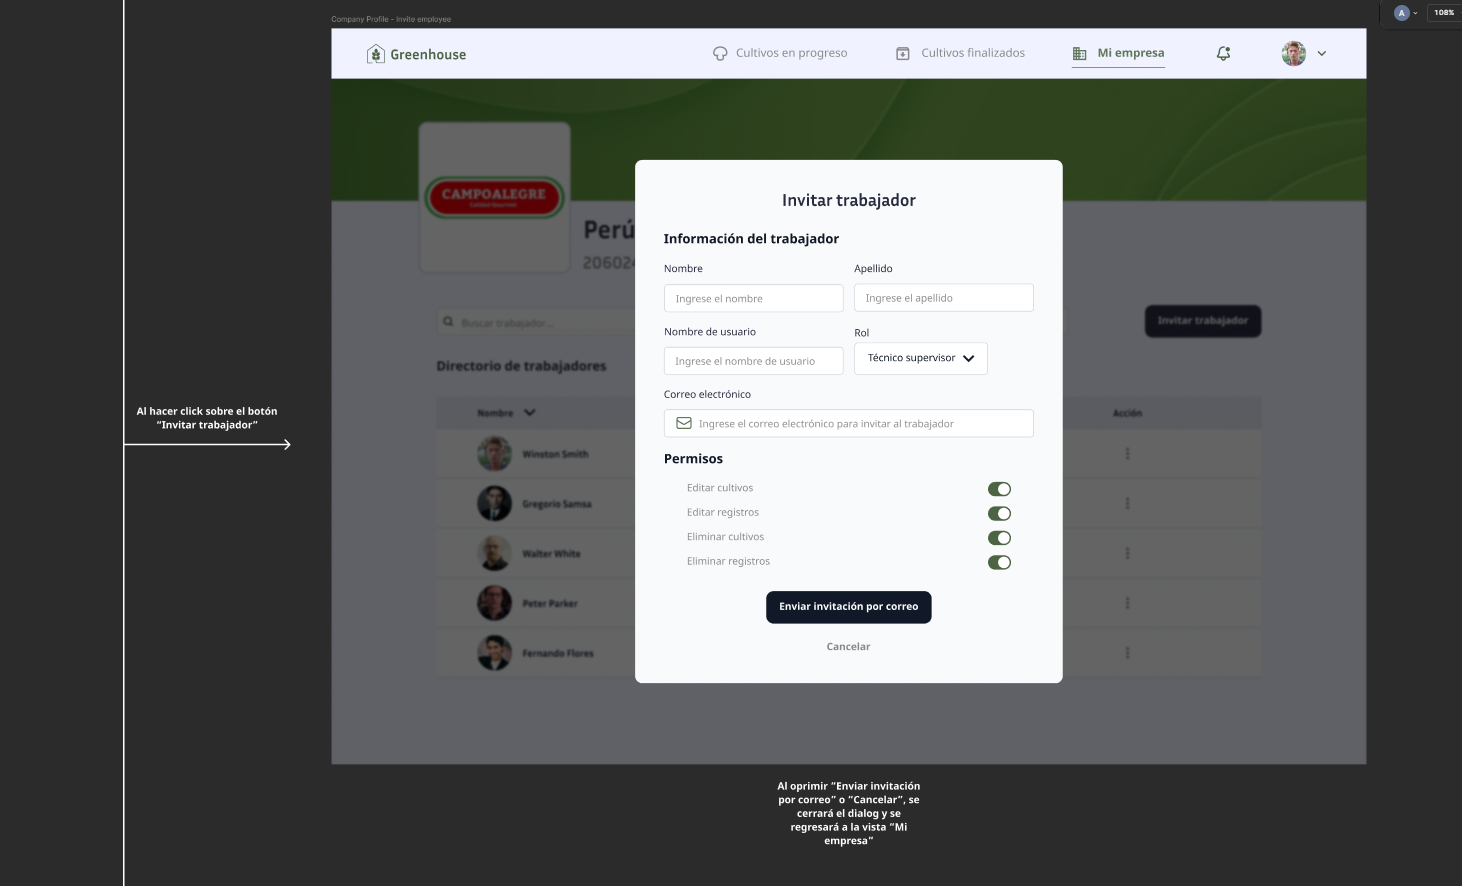 Company Profile - Invite employee
A
108%
Greenhouse
Cultivos en progreso
Cultivos finalizados
Mi empresa
CAMPOALEGRE
Calidad Gourmet
Perú
20602
Invitar trabajador
Información del trabajador
Nombre
Apellido
Ingrese el nombre
Ingrese el apellido
Nombre de usuario
Rol
Ingrese el nombre de usuario
Técnico supervisor
Correo electrónico
Ingrese el correo electrónico para invitar al trabajador
Permisos
Editar cultivos
Editar registros
Eliminar cultivos
Eliminar registros
Enviar invitación por correo
Cancelar
Buscar trabajador...
Invitar trabajador
Directorio de trabajadores
Nombre
Acción
Winston Smith
Gregorio Samsa
Walter White
Peter Parker
Fernando Flores
Al hacer click sobre el botón
"Invitar trabajador"
Al oprimir "Enviar invitación
por correo" o "Cancelar", se
cerrará el dialog y se
regresará a la vista "Mi
empresa"